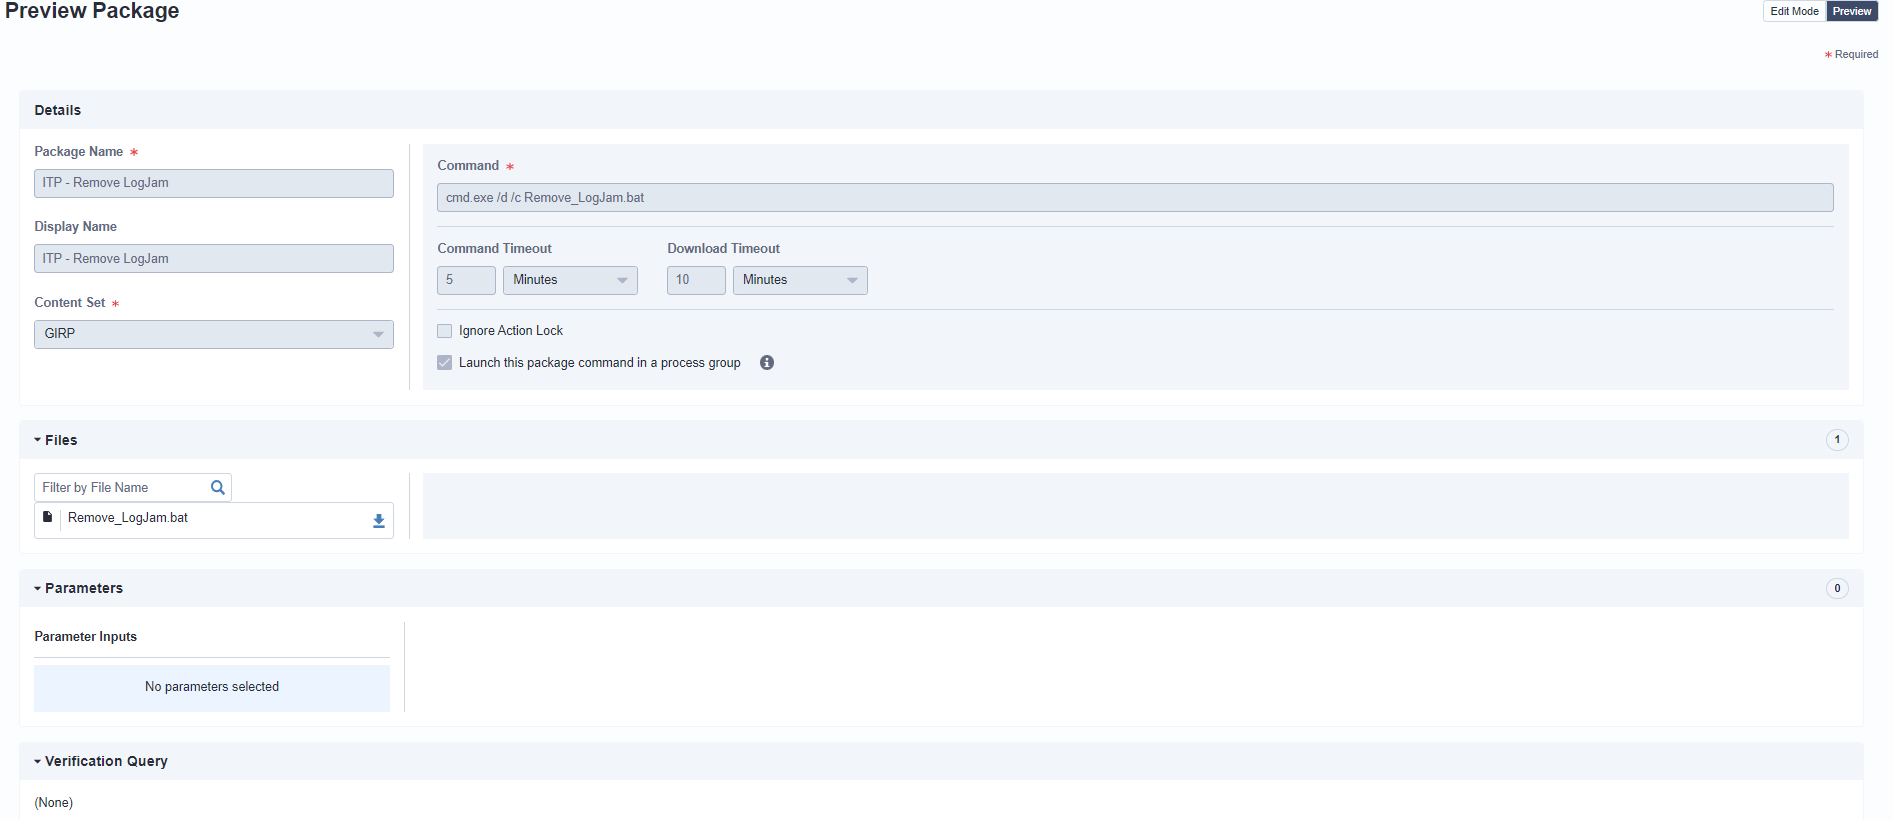 Preview Package
Edit Mode Preview
* Required
Details
Package Name *
ITP - Remove LogJam
Display Name
ITP - Remove LogJam
Content Set *
GIRP
Command *
cmd.exe /d /c Remove_LogJam.bat
Command Timeout
5 Minutes
Download Timeout
10 Minutes
Ignore Action Lock
Launch this package command in a process group
Files 1
Filter by File Name
Remove_LogJam.bat
Parameters 0
Parameter Inputs
No parameters selected
Verification Query
(None)